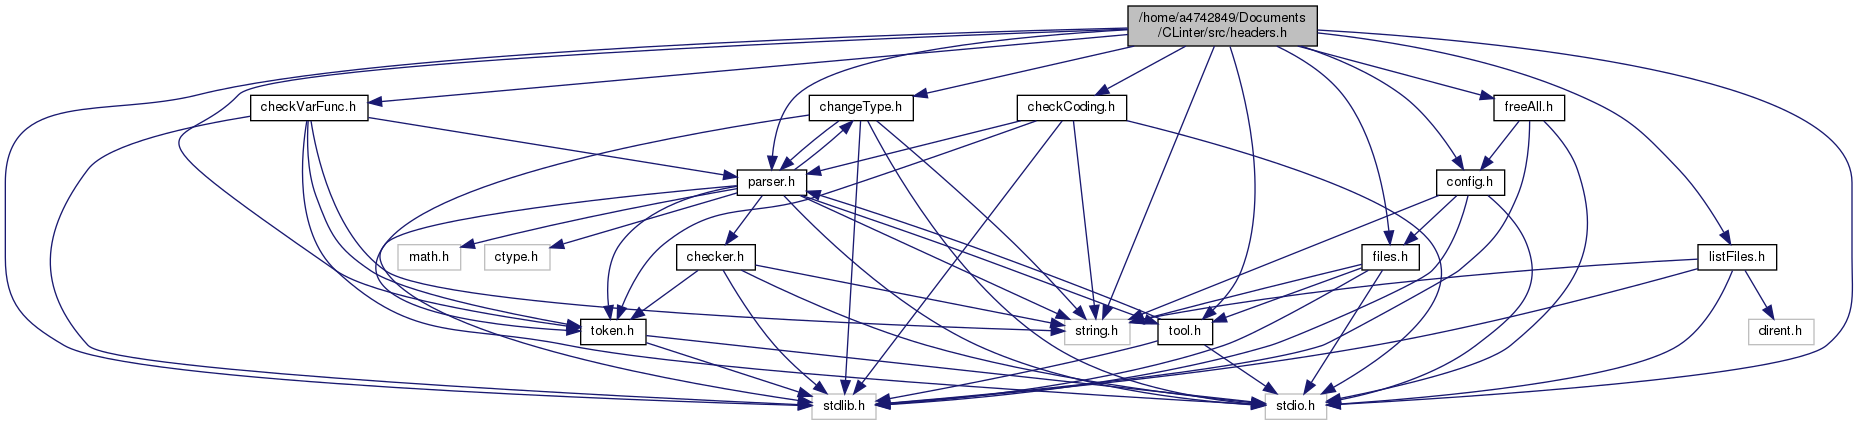 /home/a4742849/Documents
/CLinter/src/headers.h
checkVarFunc.h
changeType.h
checkCoding.h
freeAll.h
parser.h
config.h
math.h
ctype.h
checker.h
files.h
listFiles.h
token.h
string.h
tool.h
dirent.h
stdlib.h
stdio.h